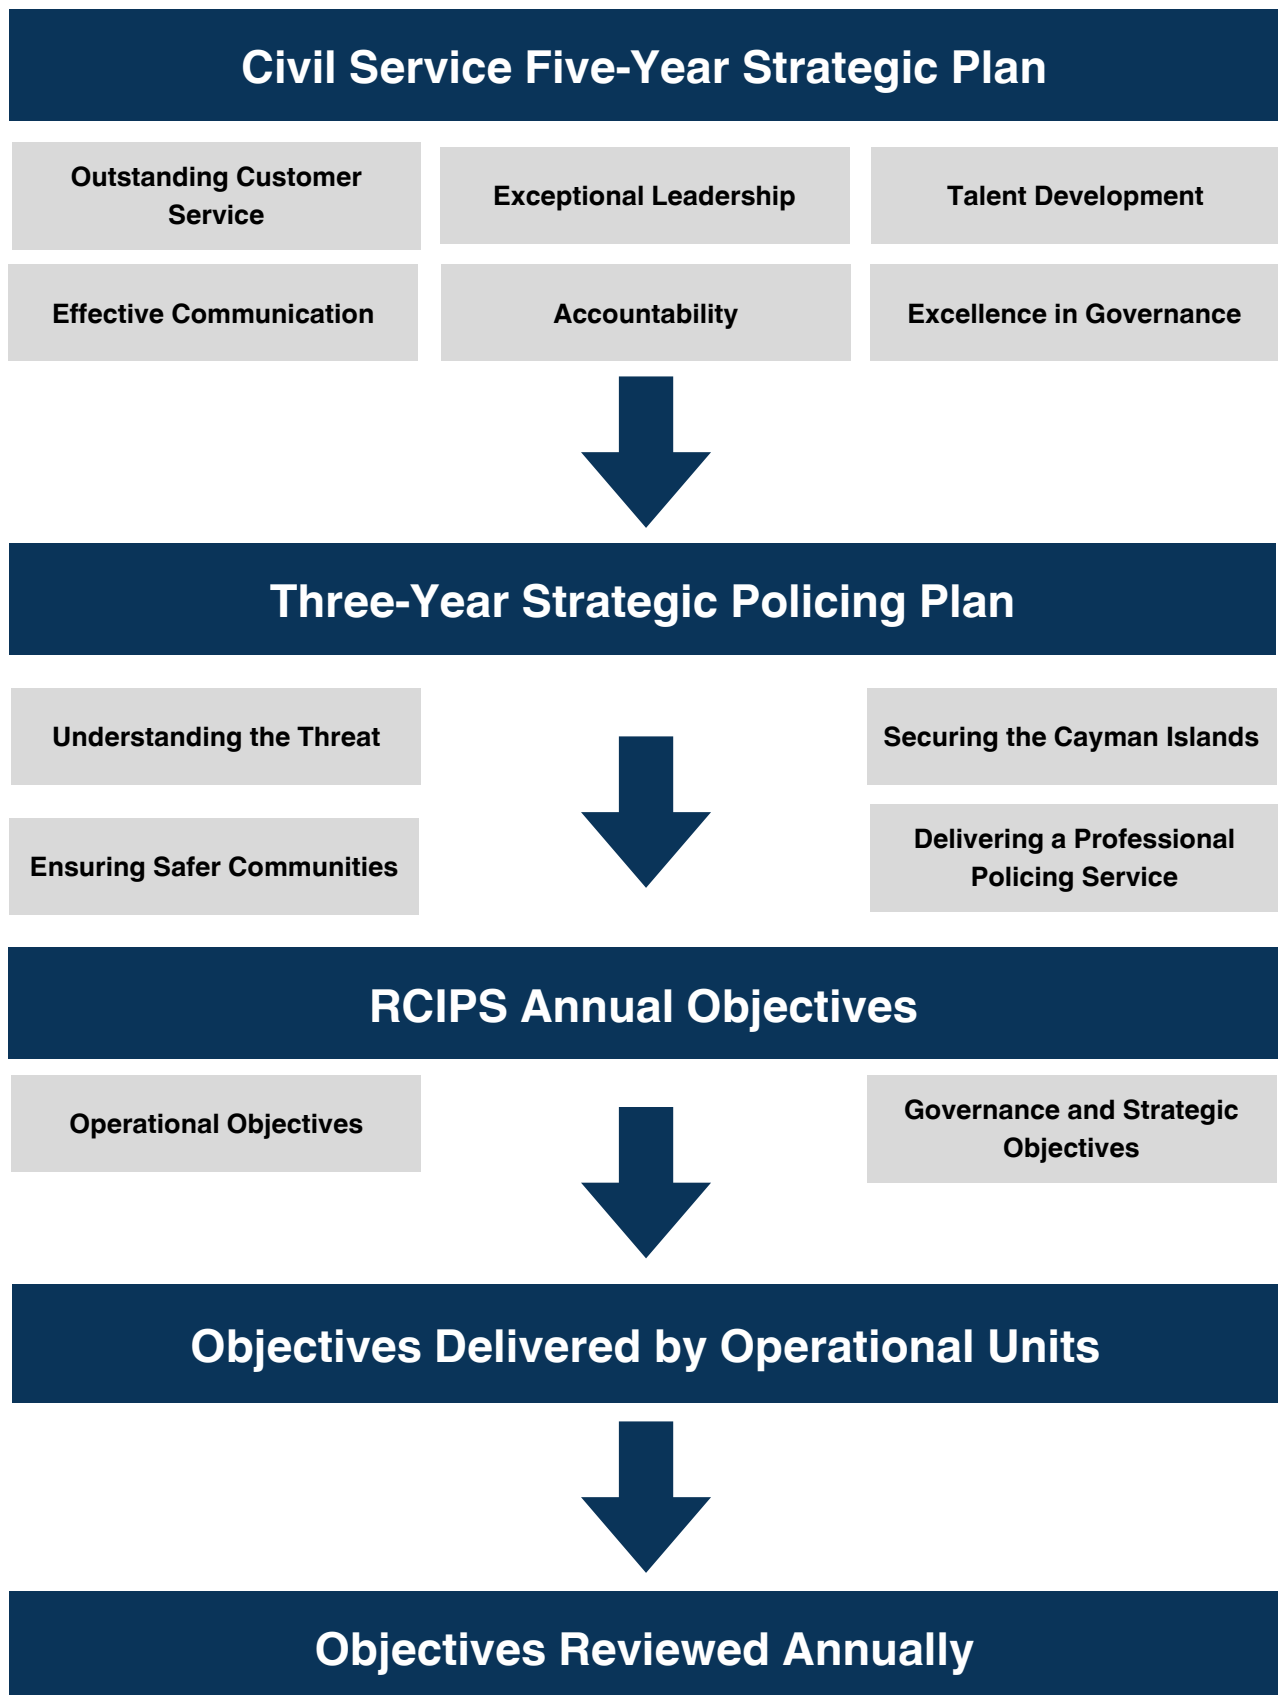 Civil Service Five-Year Strategic Plan
Outstanding Customer
Service
Exceptional Leadership
Talent Development
Effective Communication
Accountability
Excellence in Governance
Three-Year Strategic Policing Plan
Understanding the Threat
Securing the Cayman Islands
Ensuring Safer Communities
Delivering a Professional
Policing Service
RCIPS Annual Objectives
Operational Objectives
Governance and Strategic
Objectives
Objectives Delivered by Operational Units
Objectives Reviewed Annually